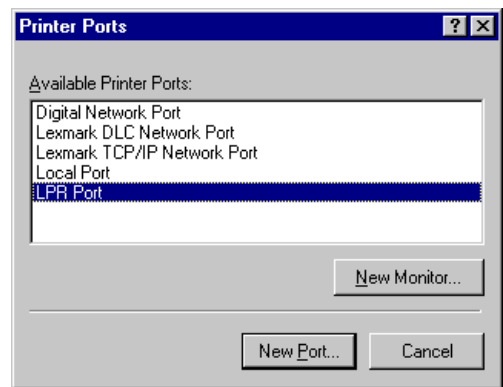 Printer Ports
? X
Available Printer Ports:
Digital Network Port
Lexmark DLC Network Port
Lexmark TCP/IP Network Port
Local Port
LPR Port
New Monitor...
New Port... Cancel